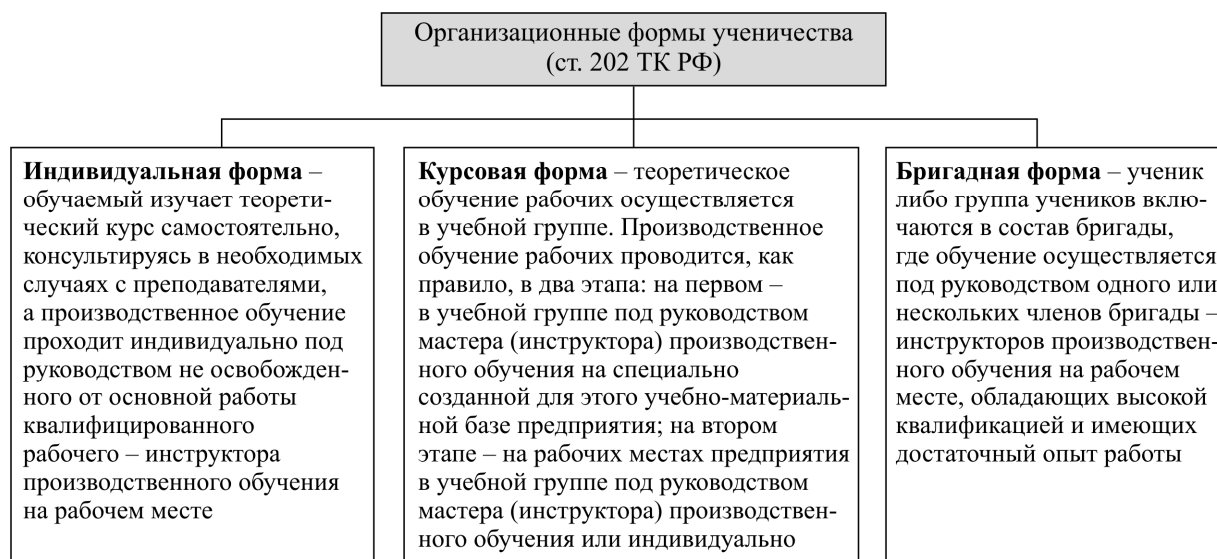 Организационные формы ученичества
(ст. 202 ТК РФ)
Индивидуальная форма –
обучаемый изучает теорети-
ческий курс самостоятельно,
консультируясь в необходимых
случаях с преподавателями,
а производственное обучение
проходит индивидуально под
руководством не освобожден-
ного от основной работы
квалифицированного
рабочего – инструктора
производственного обучения
на рабочем месте
Курсовая форма – теоретическое
обучение рабочих осуществляется
в учебной группе. Производственное
обучение рабочих проводится, как
правило, в два этапа: на первом –
в учебной группе под руководством
мастера (инструктора) производствен-
ного обучения на специально
созданной для этого учебно-материаль-
ной базе предприятия; на втором
этапе – на рабочих местах предприятия
в учебной группе под руководством
мастера (инструктора) производствен-
ного обучения или индивидуально
Бригадная форма – ученик
либо группа учеников вклю-
чаются в состав бригады,
где обучение осуществляется
под руководством одного или
нескольких членов бригады –
инструкторов производствен-
ного обучения на рабочем
месте, обладающих высокой
квалификацией и имеющих
достаточный опыт работы